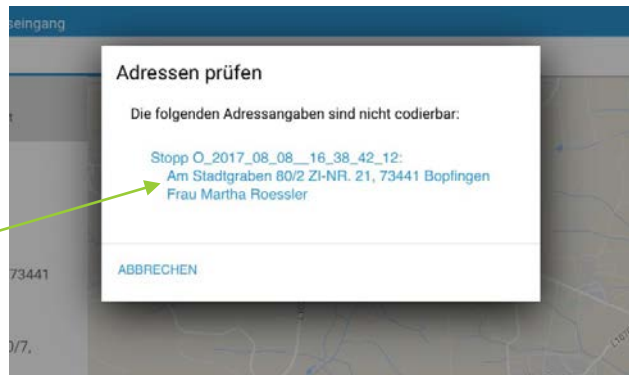 seingang
Adressen prüfen
Die folgenden Adressangaben sind nicht codierbar:
Stopp O_2017_08_08__16_38_42_12:
Am Stadtgraben 80/2 ZI-NR. 21, 73441 Bopfingen
Frau Martha Roessler
73441
ABBRECHEN
0/7,